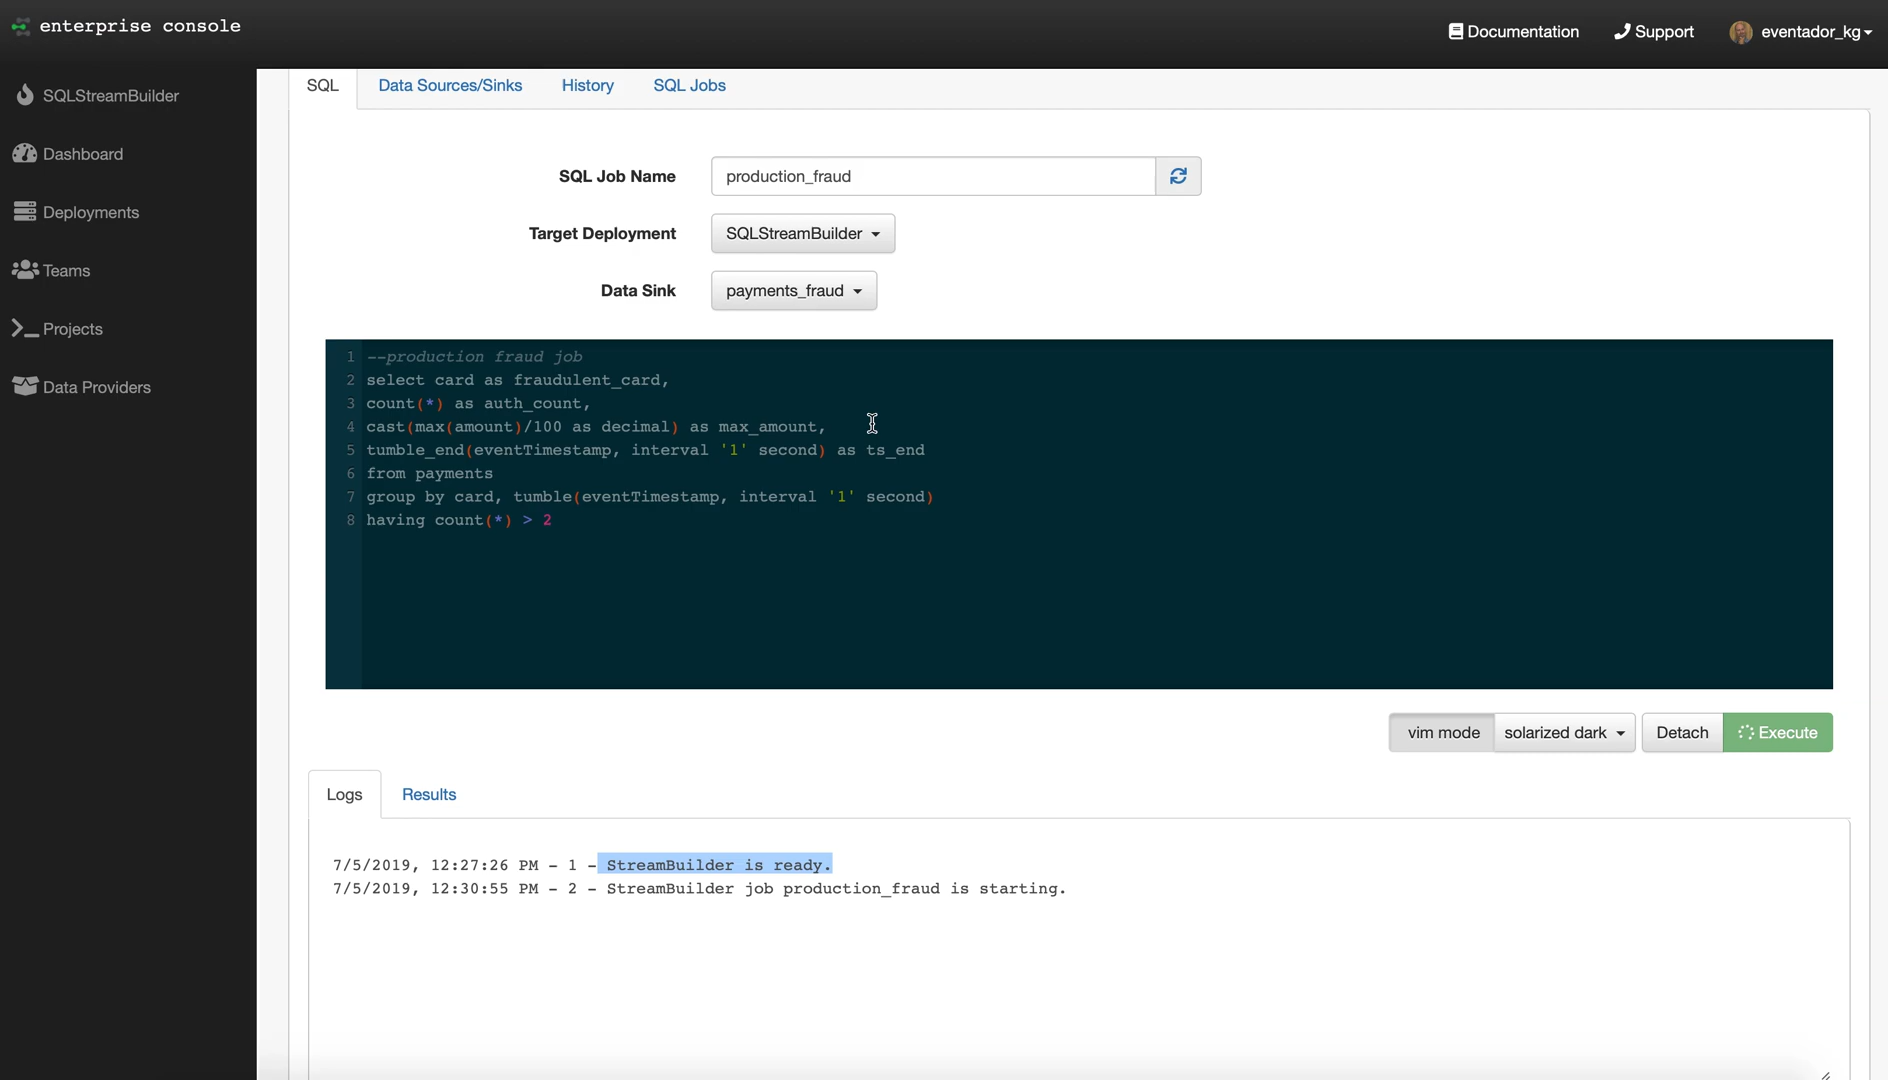 enterprise console
Documentation
Support
eventador_kg
SQLStreamBuilder
Dashboard
Deployments
Teams
Projects
Data Providers
SQL
Data Sources/Sinks
History
SQL Jobs
SQL Job Name
production_fraud
Target Deployment
SQLStreamBuilder
Data Sink
payments_fraud
1 --production fraud job
2 select card as fraudulent_card,
3 count(*) as auth_count,
4 cast(max(amount)/100 as decimal) as max_amount,
5 tumble_end(eventTimestamp, interval '1' second) as ts_end
6 from payments
7 group by card, tumble(eventTimestamp, interval '1' second)
8 having count(*) > 2
vim mode
solarized dark
Detach
Execute
Logs
Results
7/5/2019, 12:27:26 PM - 1 - StreamBuilder is ready.
7/5/2019, 12:30:55 PM - 2 - StreamBuilder job production_fraud is starting.